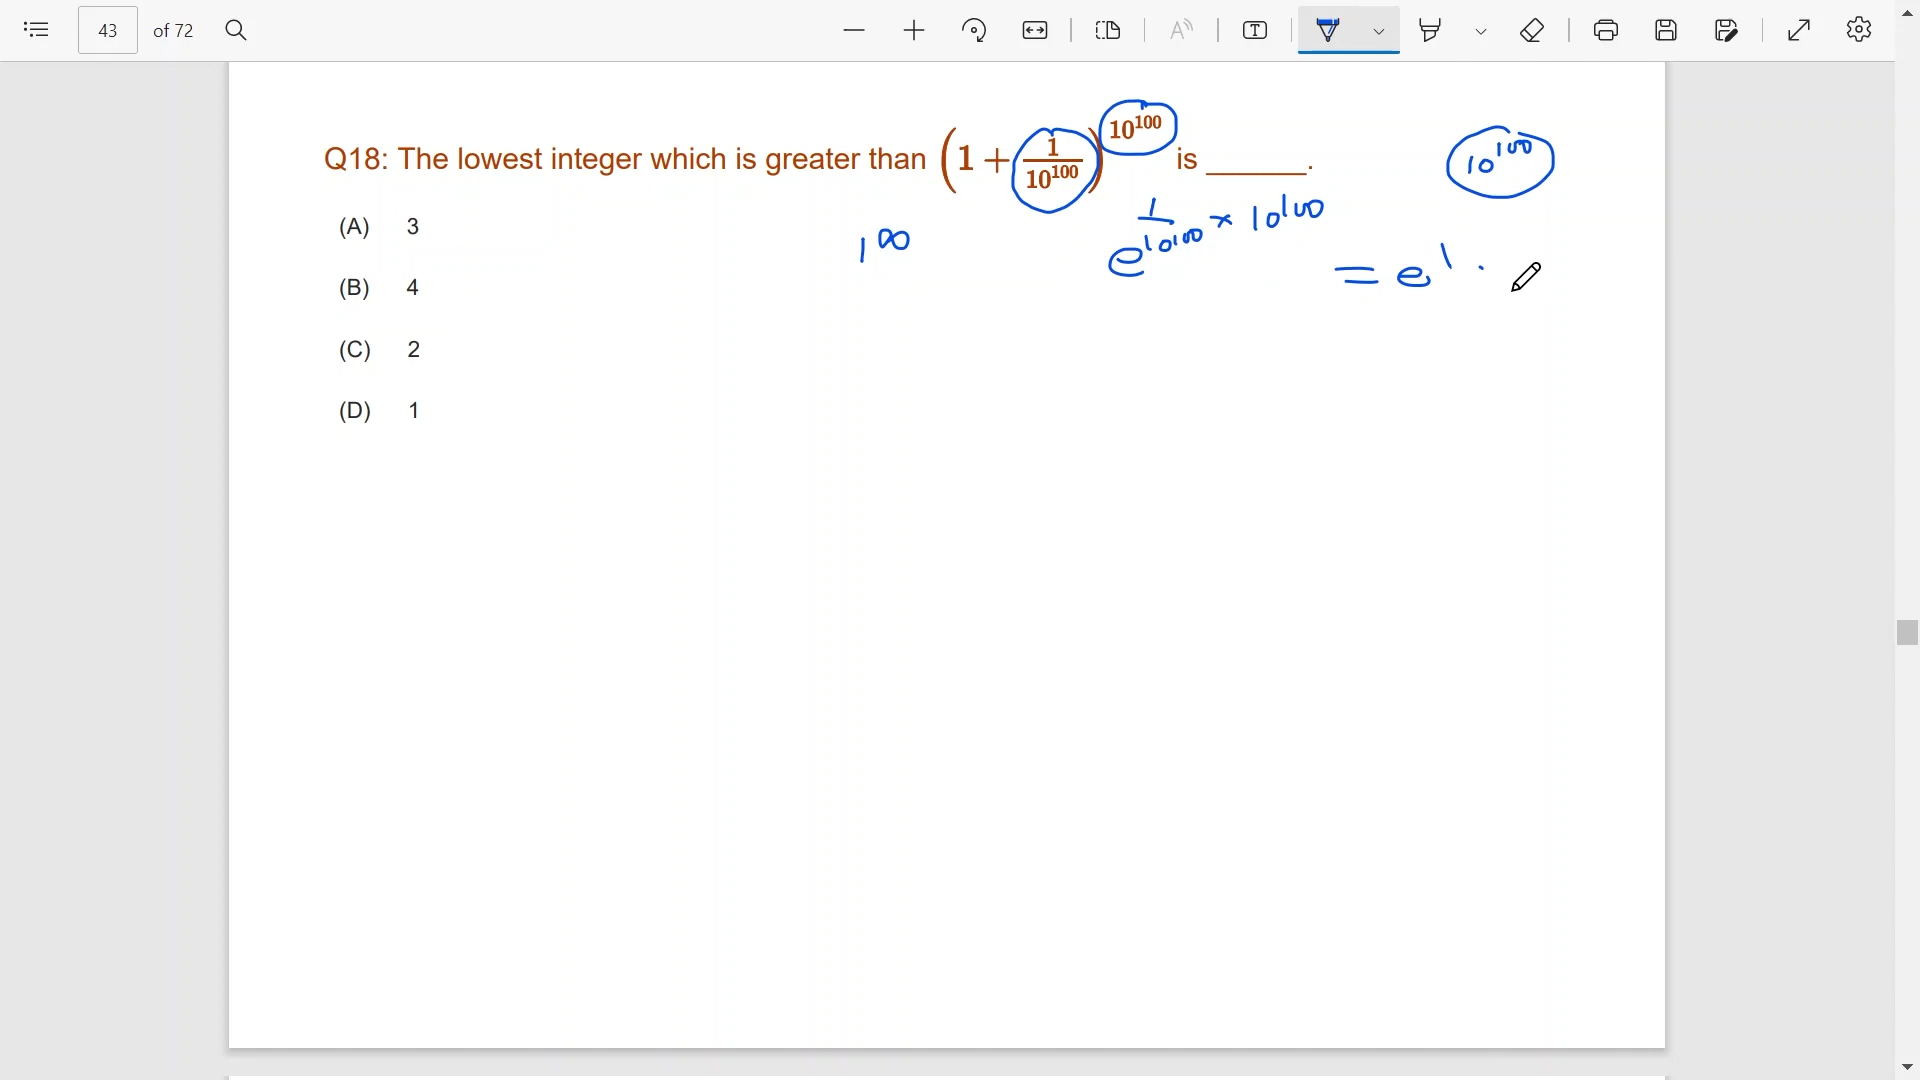 43 of 72
Q18: The lowest integer which is greater than (1 + 1/10^100)^10^100 is ______.
10^100
1^∞
e^1/10^100 × 10^100 = e^1 .
(A) 3
(B) 4
(C) 2
(D) 1